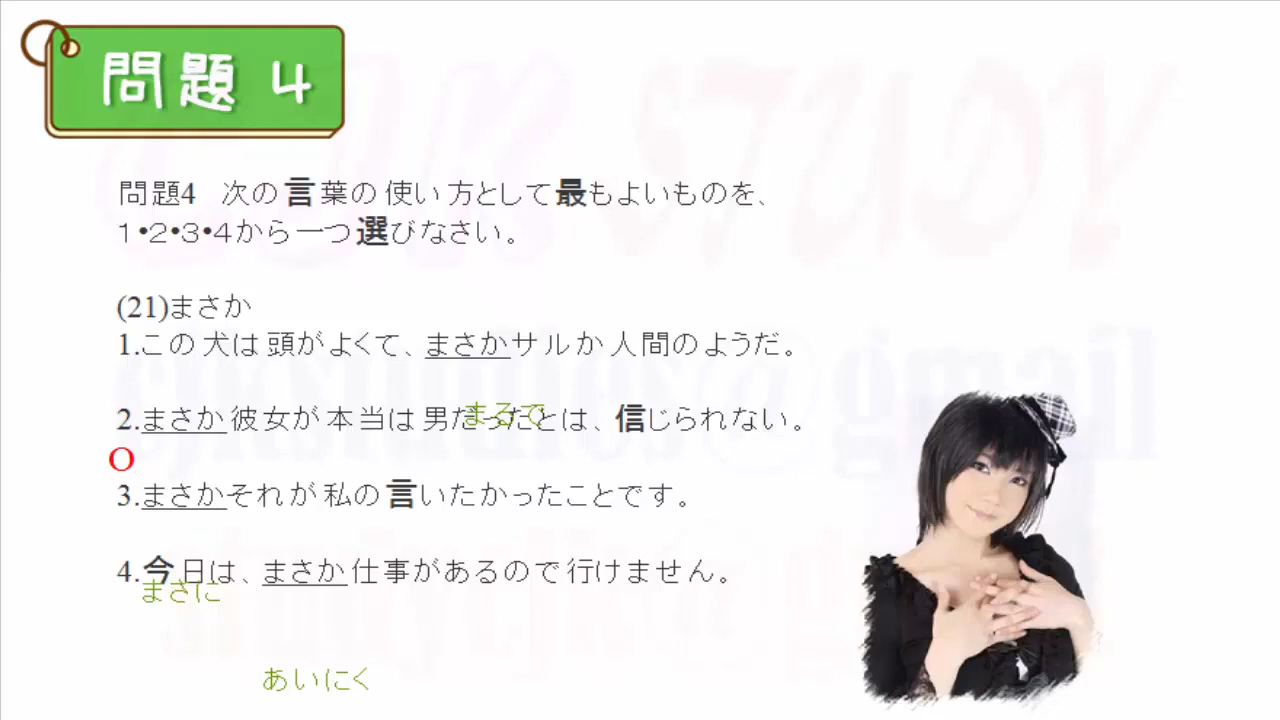 問題 4
問題4 次の言葉の使い方として最もよいものを、
1•2•3•4から一つ選びなさい。
(21)まさか
1.この犬は頭がよくて、まさかサルか人間のようだ。
まるで
2.まさか彼女が本当は男だったとは、信じられない。
O
3.まさかそれが私の言いたかったことです。
4.今日は、まさか仕事があるので行けません。
まさに
あいにく